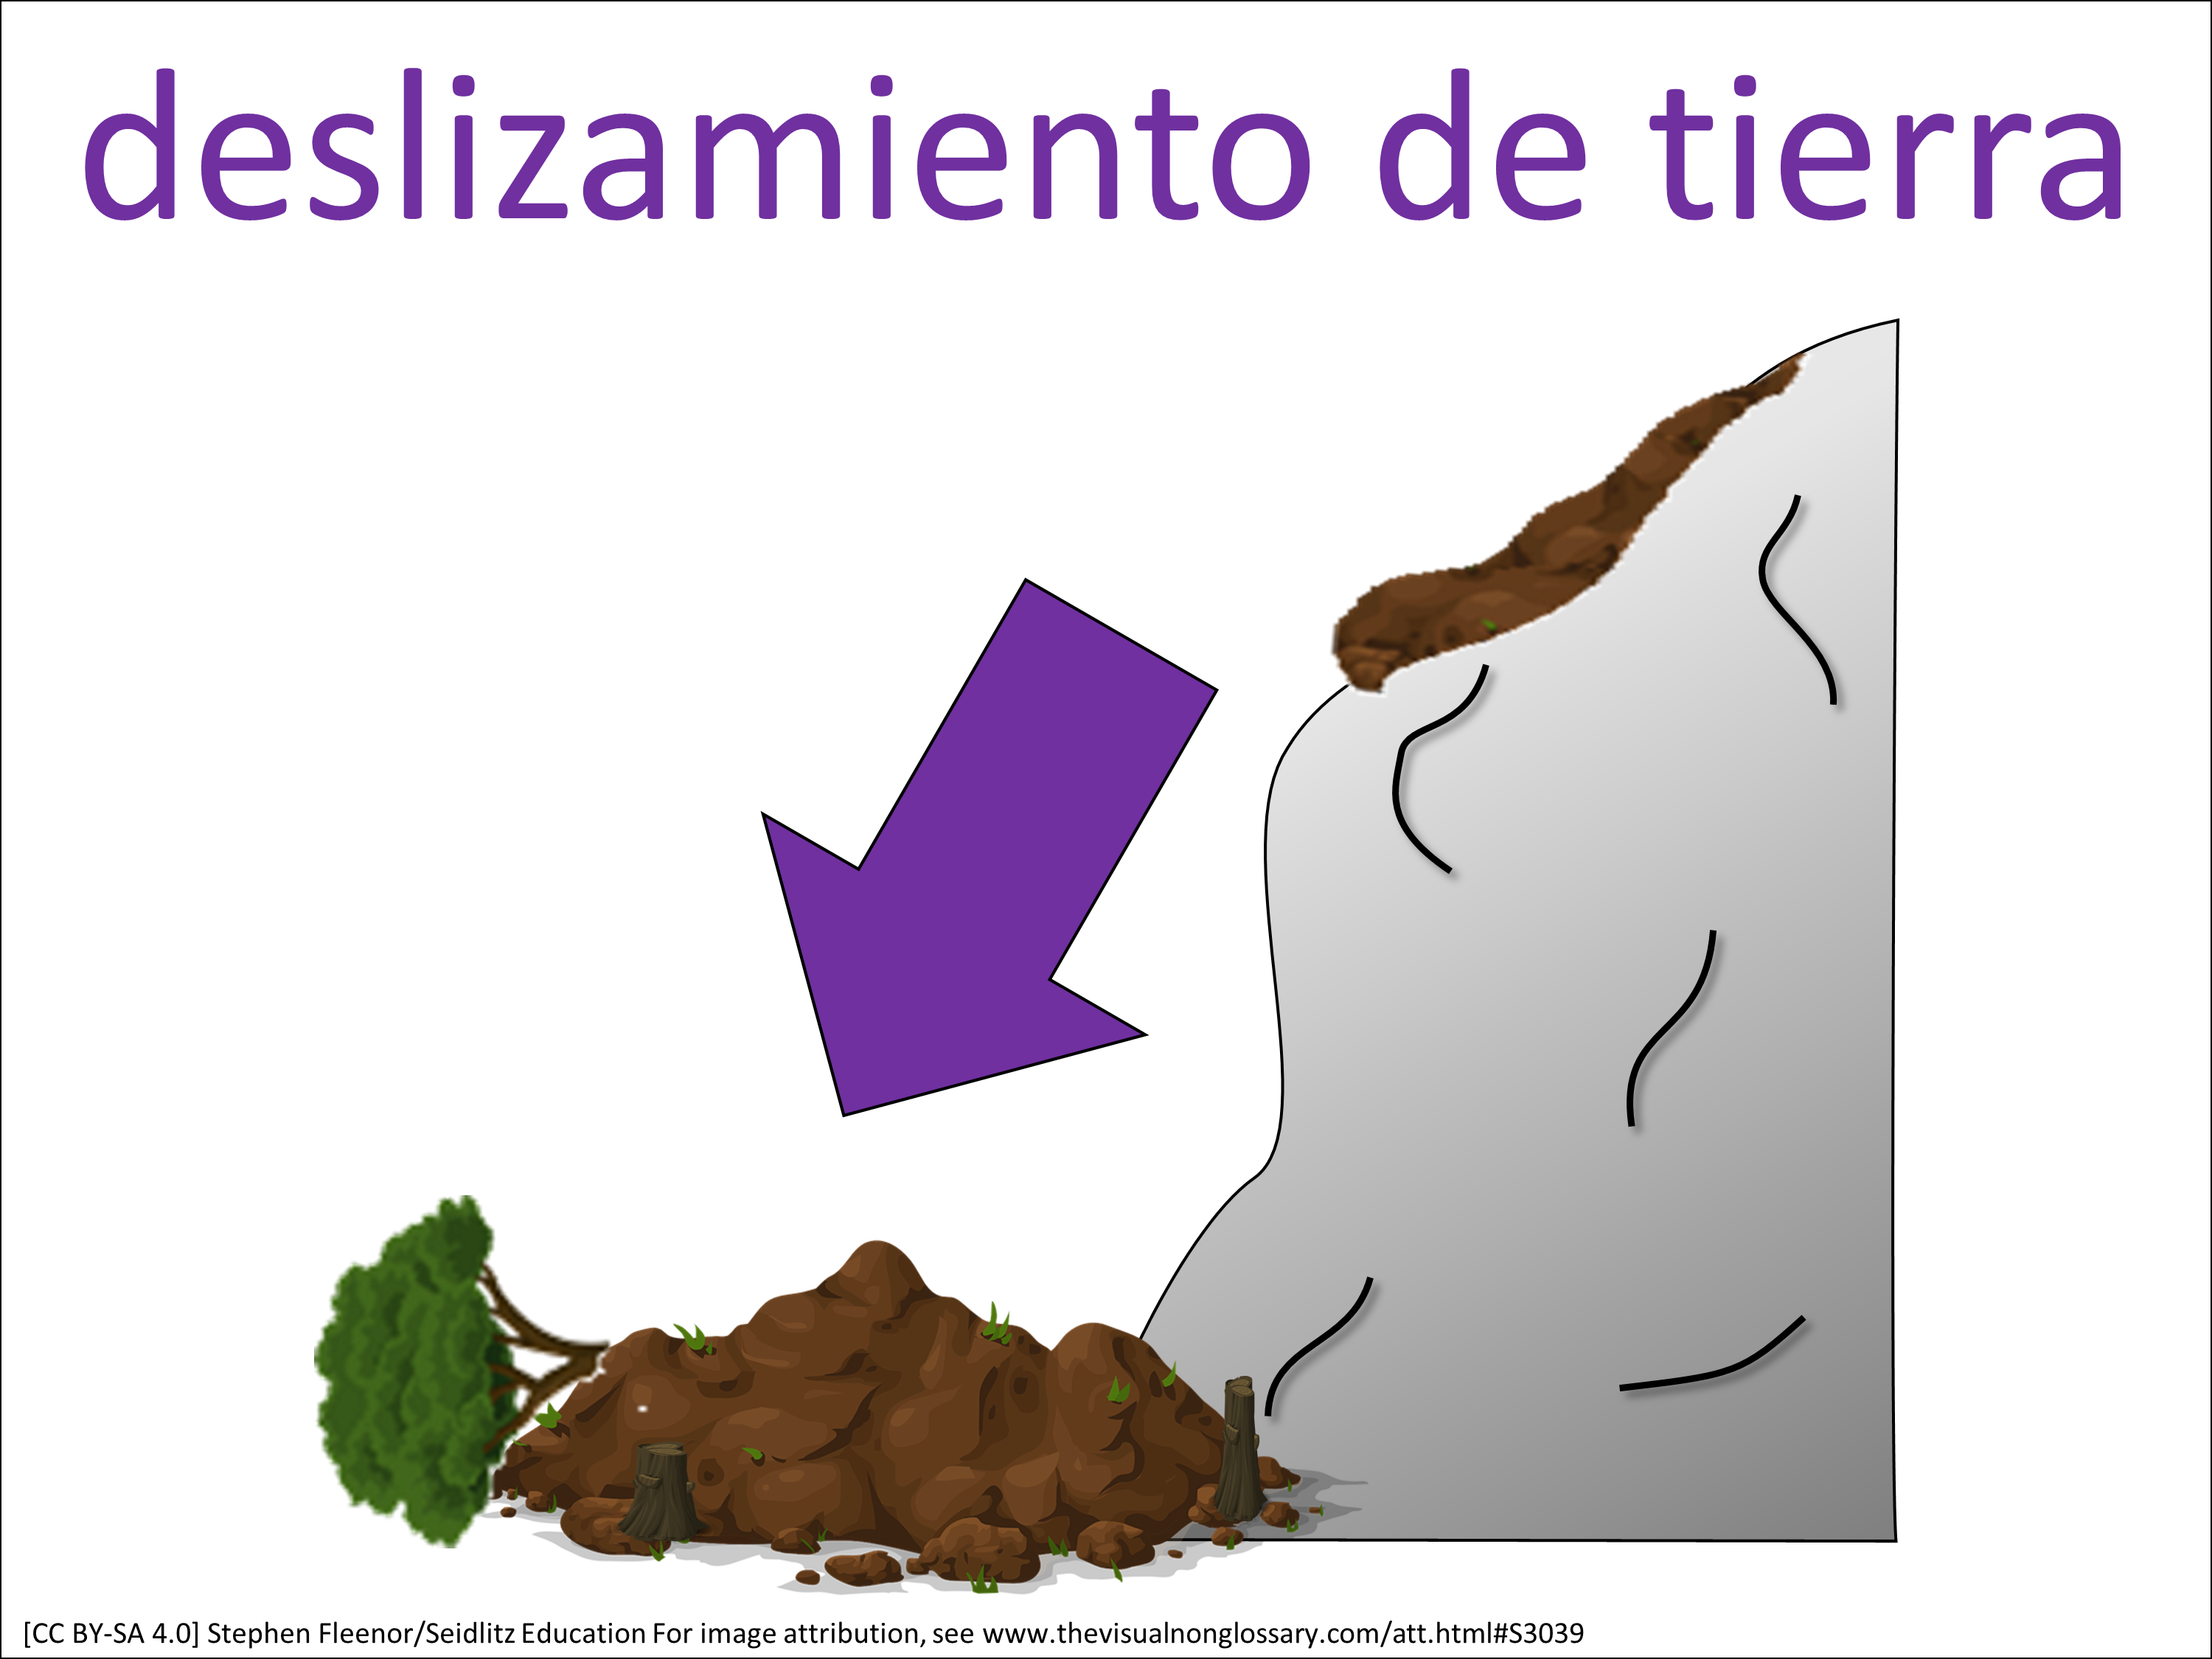 deslizamiento de tierra
[CC BY-SA 4.0] Stephen Fleenor/Seidlitz Education For image attribution, see www.thevisualnonglossary.com/att.html#S3039